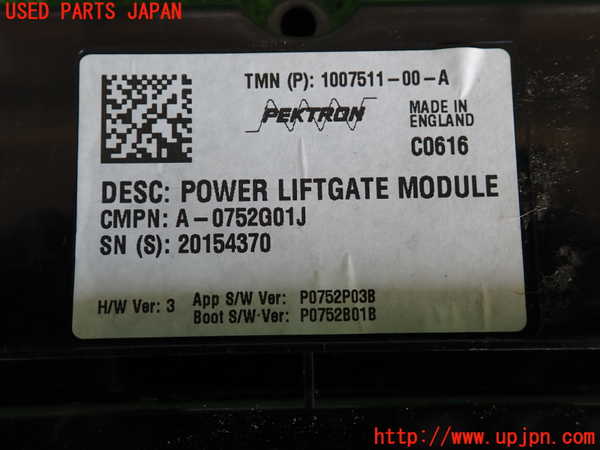 USED PARTS JAPAN
TMN (P): 1007511-00-A
PEKTRON
MADE IN
ENGLAND
C0616
DESC: POWER LIFTGATE MODULE
CMPN: A-0752G01J
SN (S): 20154370
H/W Ver: 3 App S/W Ver: P0752P03B
Boot S/W-Ver: P0752B01B
http://www.upjpn.com/